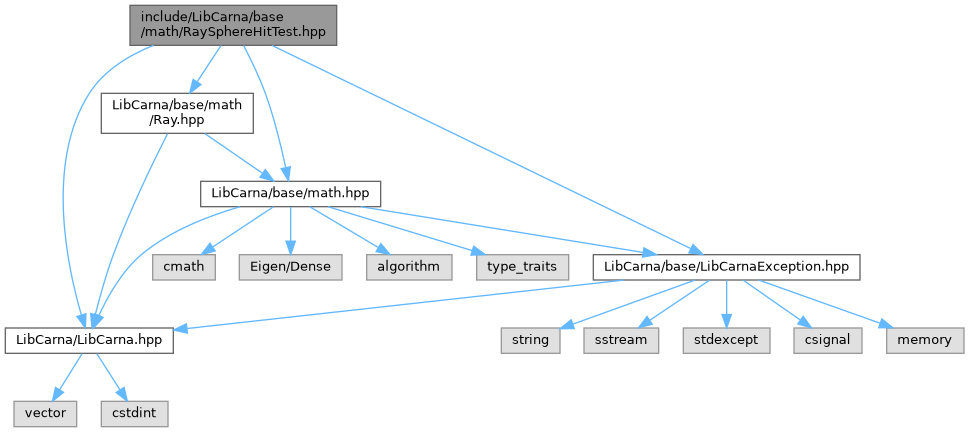 include/LibCarna/base
/math/RaySphereHitTest.hpp
LibCarna/base/math
/Ray.hpp
LibCarna/base/math.hpp
cmath
Eigen/Dense
algorithm
type_traits
LibCarna/base/LibCarnaException.hpp
LibCarna/LibCarna.hpp
string
sstream
stdexcept
csignal
memory
vector
cstdint